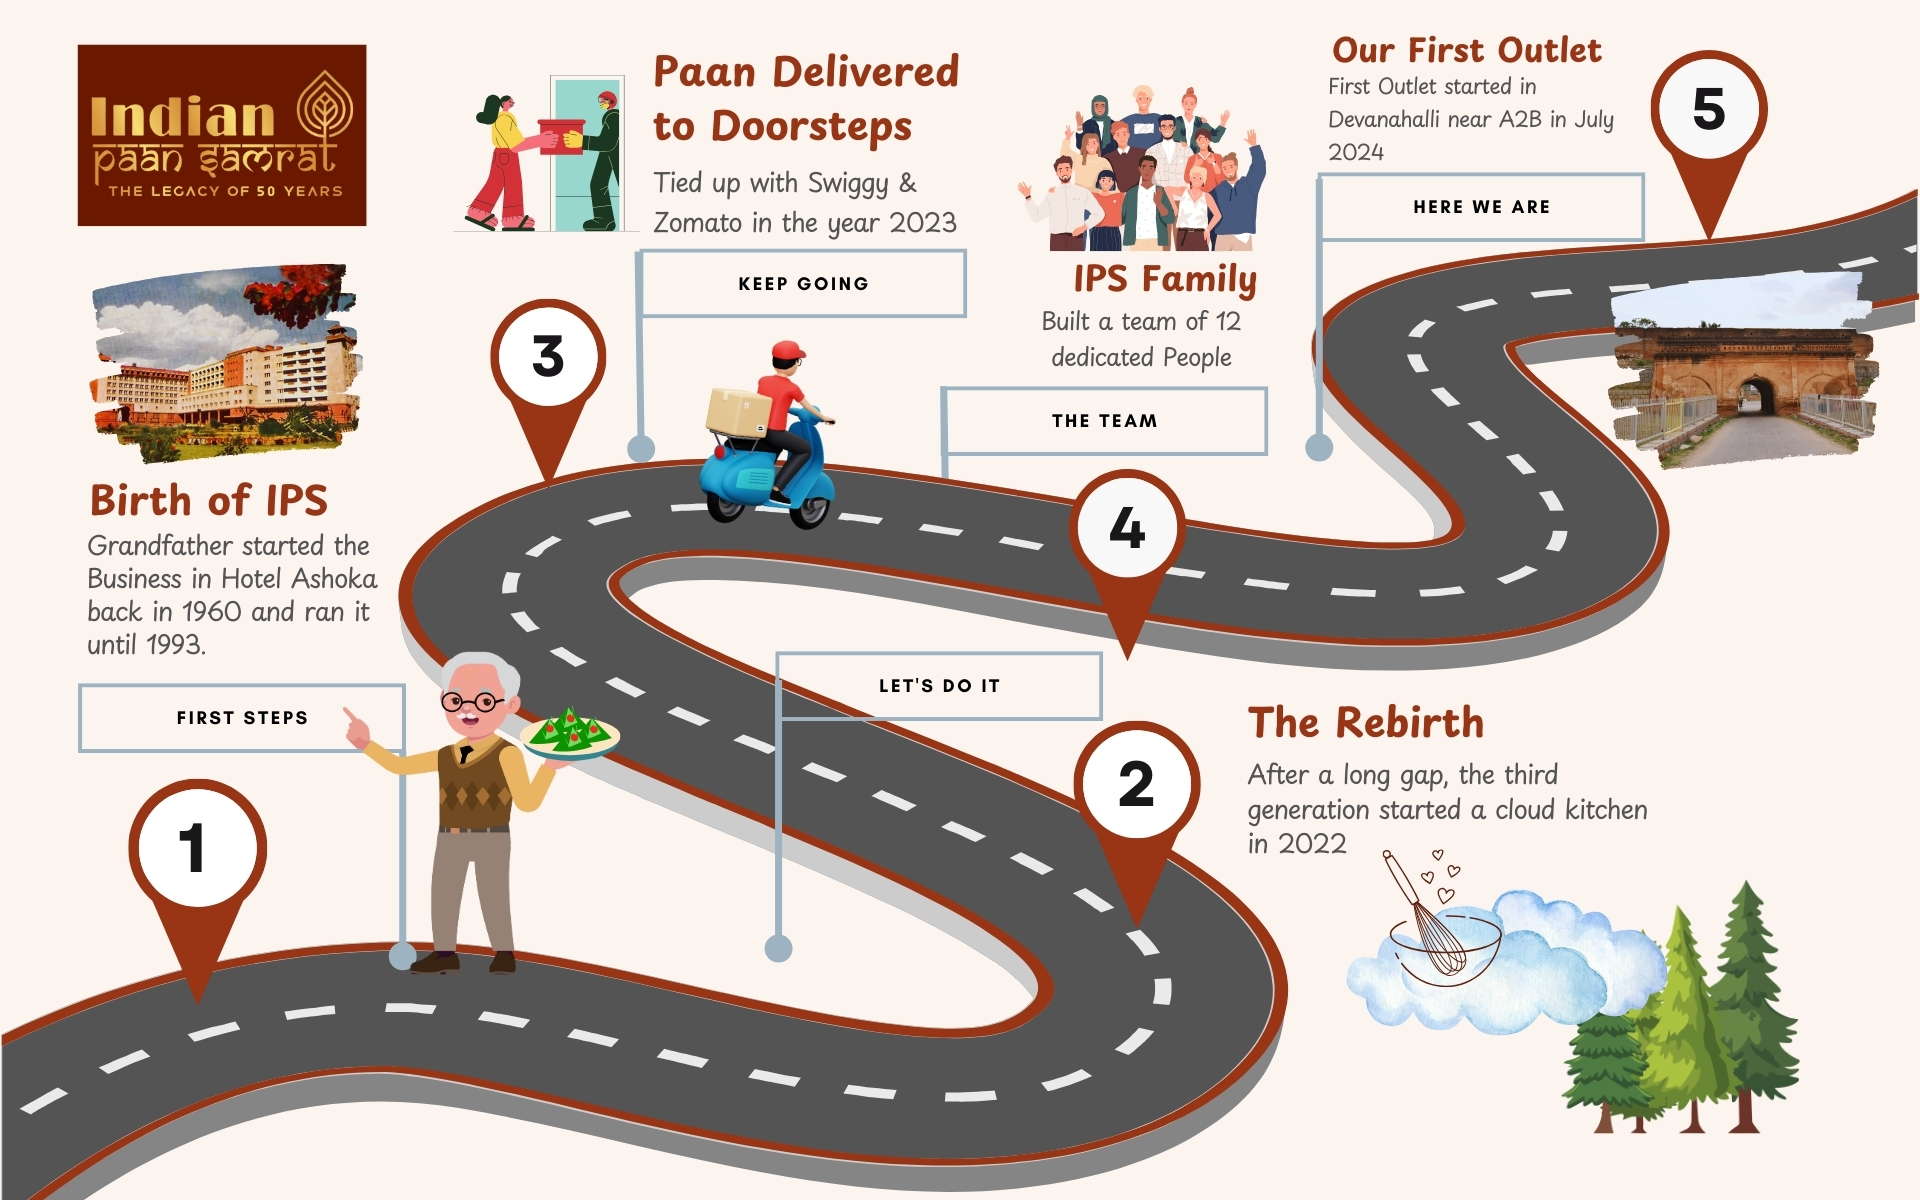 Indian
paan samrat
THE LEGACY OF 50 YEARS
Birth of IPS
Grandfather started the
Business in Hotel Ashoka
back in 1960 and ran it
until 1993.
FIRST STEPS
1
The Rebirth
After a long gap, the third
generation started a cloud kitchen
in 2022
LET'S DO IT
2
Paan Delivered
to Doorsteps
Tied up with Swiggy &
Zomato in the year 2023
KEEP GOING
3
IPS Family
Built a team of 12
dedicated People
THE TEAM
4
Our First Outlet
First Outlet started in
Devanahalli near A2B in July
2024
HERE WE ARE
5